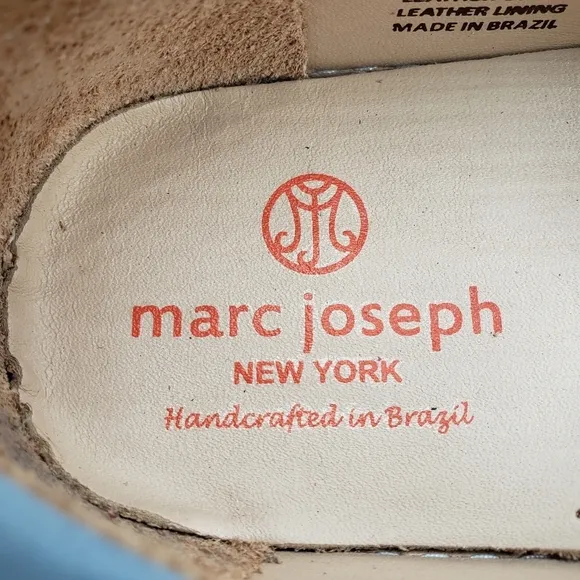 LEATHER LINING
MADE IN BRAZIL
marc joseph
NEW YORK
Handcrafted in Brazil